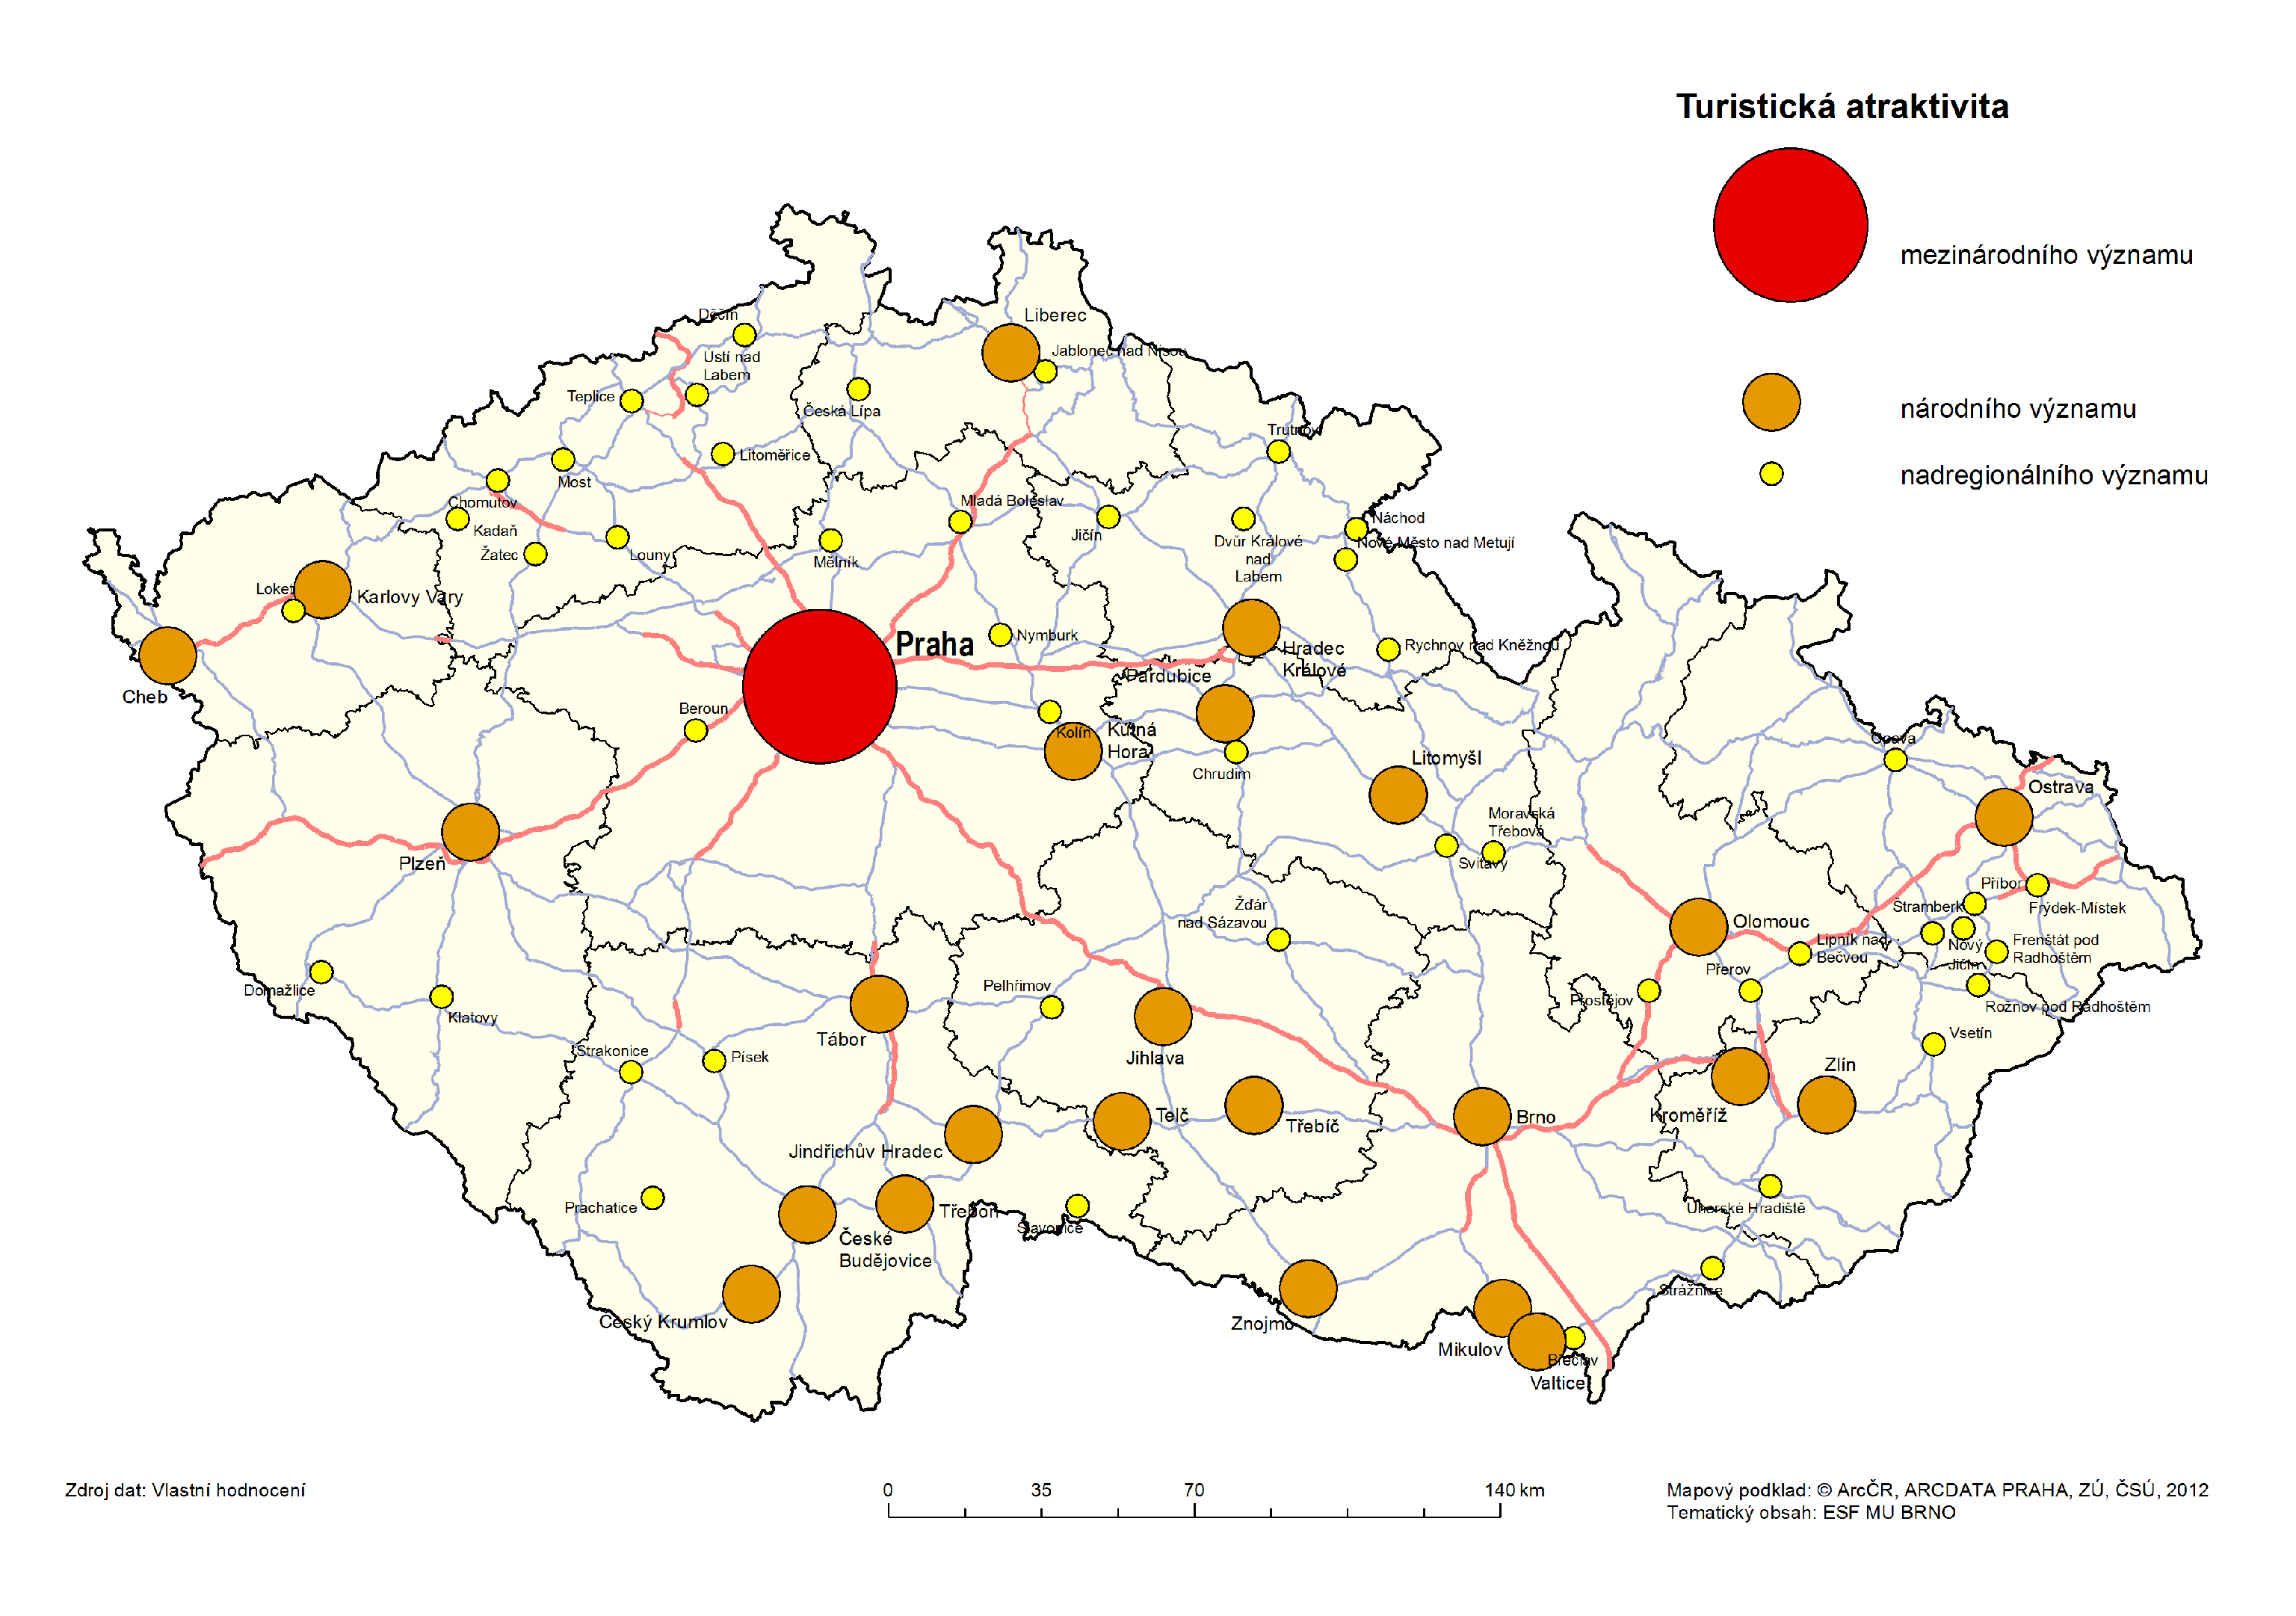 Turistická atraktivita
mezinárodního významu
národního významu
nadregionálního významu
Děčín
Liberec
Ústí nad
Labem
Jablonec nad Nisou
Teplice
Česká Lípa
Trutnov
Litoměřice
Most
Chomutov
Mladá Boleslav
Kadaň
Jičín
Náchod
Dvůr Králové
nad
Labem
Nové Město nad Metují
Žatec
Louny
Mělník
Loket
Karlovy Vary
Praha
Nymburk
Hradec
Králové
Rychnov nad Kněžnou
Cheb
Pardubice
Beroun
Kolín
Kutná
Hora
Chrudim
Litomyšl
Opava
Ostrava
Moravská
Třebová
Svitavy
Plzeň
Příbor
Frýdek-Místek
Štramberk
Žďár
nad Sázavou
Olomouc
Lipník nad
Bečvou
Nový
Jičín
Frenštát pod
Radhoštěm
Přerov
Prostějov
Rožnov pod Radhoštěm
Domažlice
Klatovy
Pelhřimov
Tábor
Jihlava
Vsetín
Strakonice
Písek
Zlín
Kroměříž
Telč
Třebíč
Brno
Jindřichův Hradec
Prachatice
Třeboň
Slavonice
Uherské Hradiště
České
Budějovice
Strážnice
Český Krumlov
Znojmo
Mikulov
Břeclav
Valtice
Zdroj dat: Vlastní hodnocení
0 35 70 140 km
Mapový podklad: © ArcČR, ARCDATA PRAHA, ZÚ, ČSÚ, 2012
Tematický obsah: ESF MU BRNO